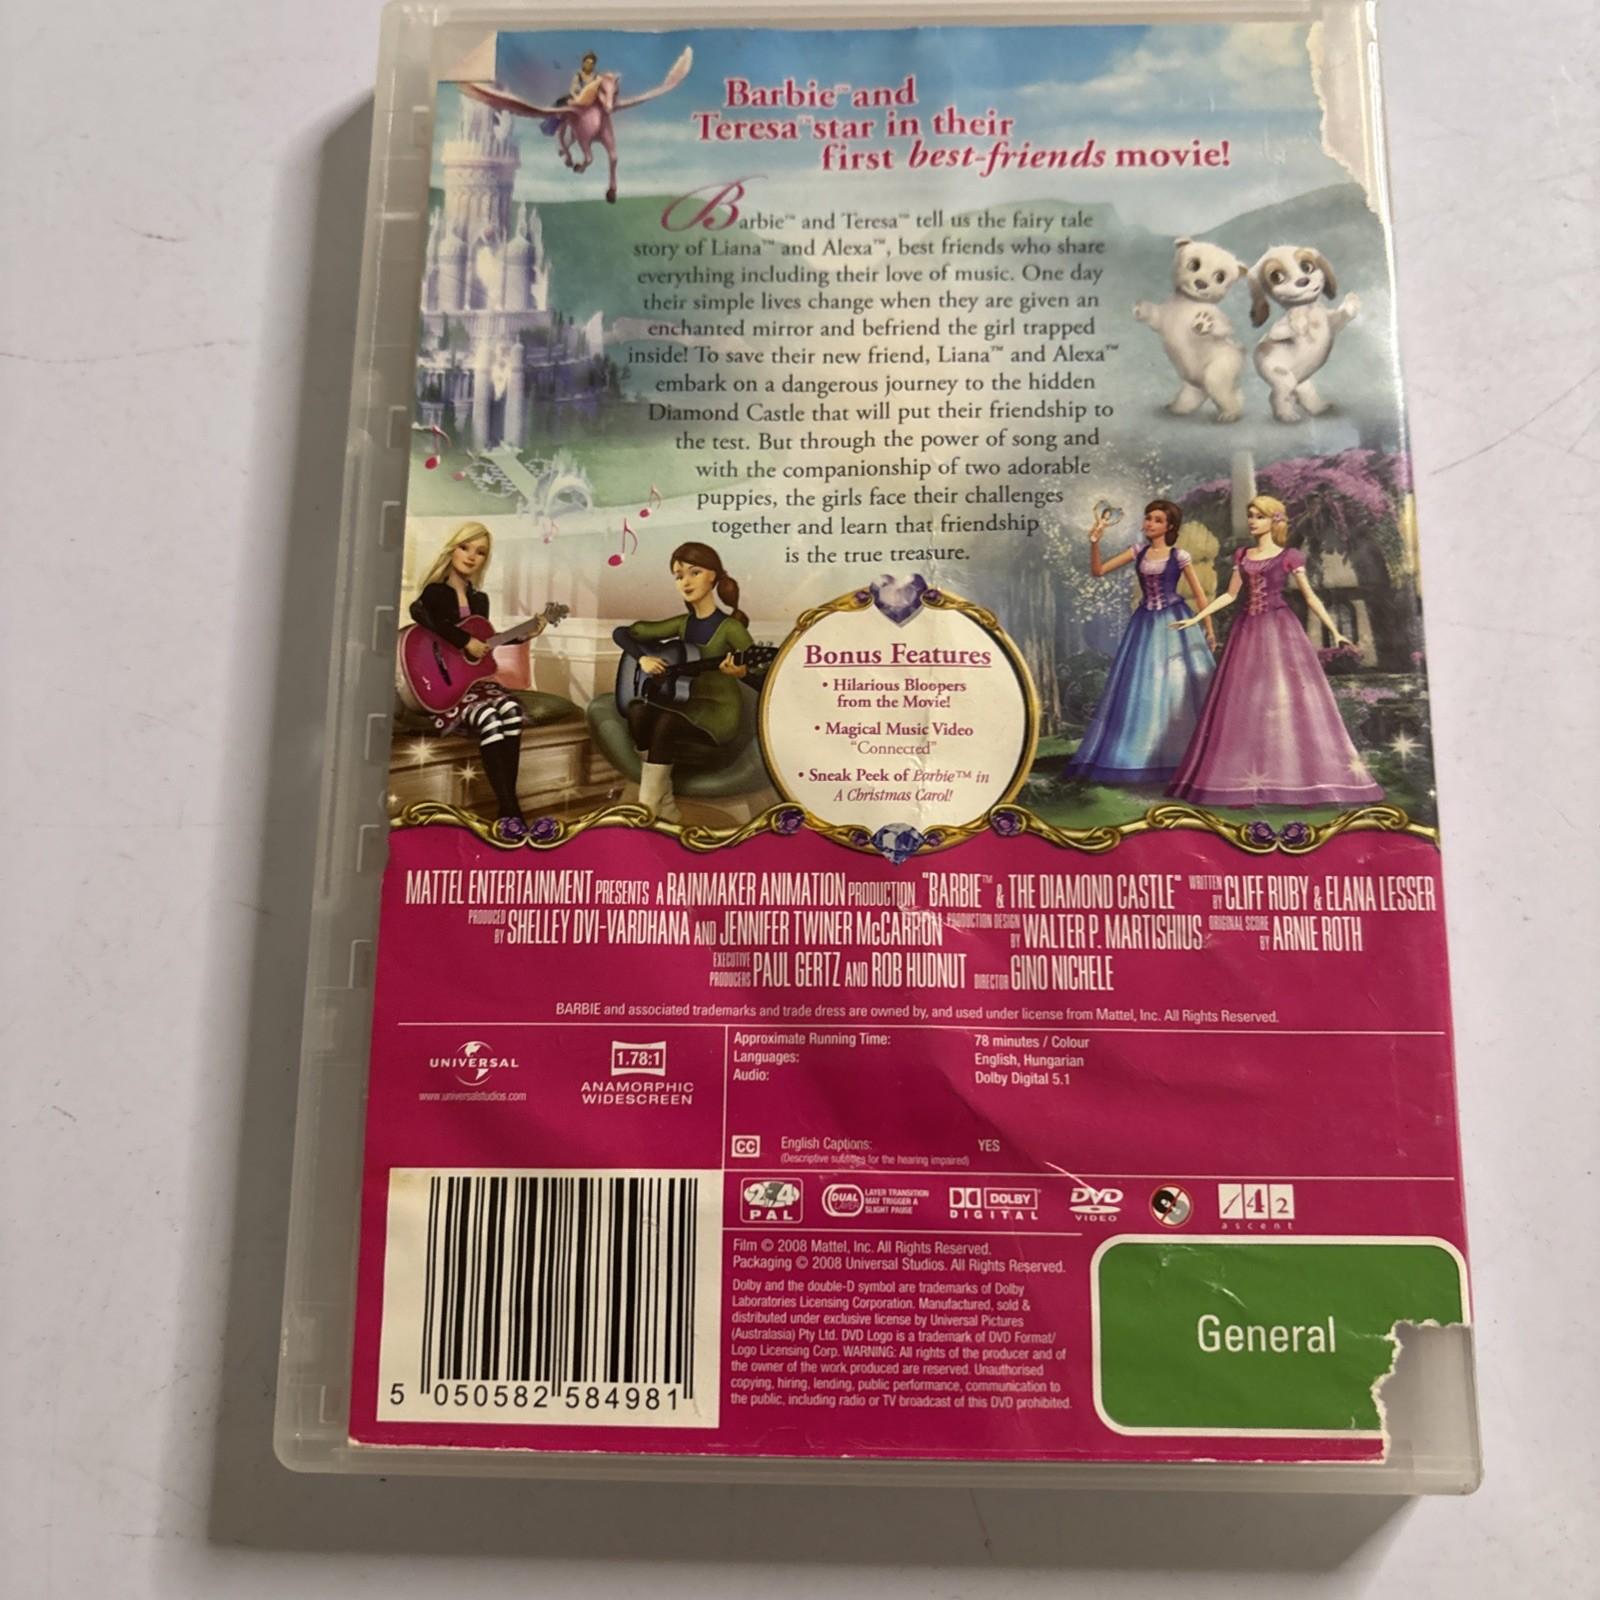 Barbie™ and
Teresa™ star in their
first best-friends movie!
Barbie™ and Teresa™ tell us the fairy tale
story of Liana™ and Alexa™, best friends who share
everything including their love of music. One day
their simple lives change when they are given an
enchanted mirror and befriend the girl trapped
inside! To save their new friend, Liana™ and Alexa™
embark on a dangerous journey to the hidden
Diamond Castle that will put their friendship to
the test. But through the power of song and
with the companionship of two adorable
puppies, the girls face their challenges
together and learn that friendship
is the true treasure.
Bonus Features
• Hilarious Bloopers
from the Movie!
• Magical Music Video
"Connected"
• Sneak Peek of Barbie™ in
A Christmas Carol!
MATTEL ENTERTAINMENT PRESENTS A RAINMAKER ANIMATION PRODUCTION "BARBIE™ & THE DIAMOND CASTLE" WRITTEN BY CLIFF RUBY & ELANA LESSER
PRODUCED BY SHELLEY DVI-VARDHANA AND JENNIFER TWINER McCARRON PRODUCTION DESIGN BY WALTER P. MARTISHIUS ORIGINAL SCORE BY ARNIE ROTH
EXECUTIVE PRODUCERS PAUL GERTZ AND ROB HUDNUT DIRECTOR GINO NICHELE
BARBIE and associated trademarks and trade dress are owned by, and used under license from Mattel, Inc. All Rights Reserved.
UNIVERSAL
www.universalstudios.com
1.78:1
ANAMORPHIC
WIDESCREEN
Approximate Running Time: 78 minutes / Colour
Languages: English, Hungarian
Audio: Dolby Digital 5.1
CC English Captions: YES
(Descriptive subtitles for the hearing impaired)
2 4
PAL
DUAL LAYER
LAYER TRANSITION
MAY TRIGGER A
SLIGHT PAUSE
DOLBY
DIGITAL
DVD
VIDEO
142
ascent
Film © 2008 Mattel, Inc. All Rights Reserved.
Packaging © 2008 Universal Studios. All Rights Reserved.
Dolby and the double-D symbol are trademarks of Dolby
Laboratories Licensing Corporation. Manufactured, sold &
distributed under exclusive license by Universal Pictures
(Australasia) Pty Ltd. DVD Logo is a trademark of DVD Format/
Logo Licensing Corp. WARNING: All rights of the producer and of
the owner of the work produced are reserved. Unauthorised
copying, hiring, lending, public performance, communication to
the public, including radio or TV broadcast of this DVD prohibited.
General
5 050582 584981